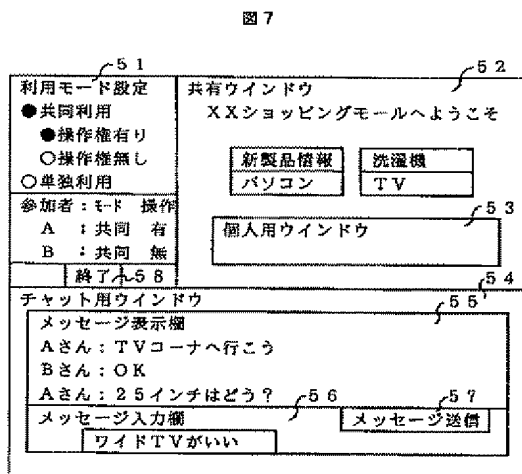 図7
51
利用モード設定
●共同利用
●操作権有り
○操作権無し
○単独利用
参加者:モード 操作
A :共同 有
B :共同 無
終了 58
52
共有ウインドウ
XXショッピングモールへようこそ
新製品情報 洗濯機
パソコン TV
53
個人用ウインドウ
54
チャット用ウインドウ
55
メッセージ表示欄
Aさん:TVコーナへ行こう
Bさん:OK
Aさん:25インチはどう?
56
57
メッセージ入力欄 メッセージ送信
ワイドTVがいい